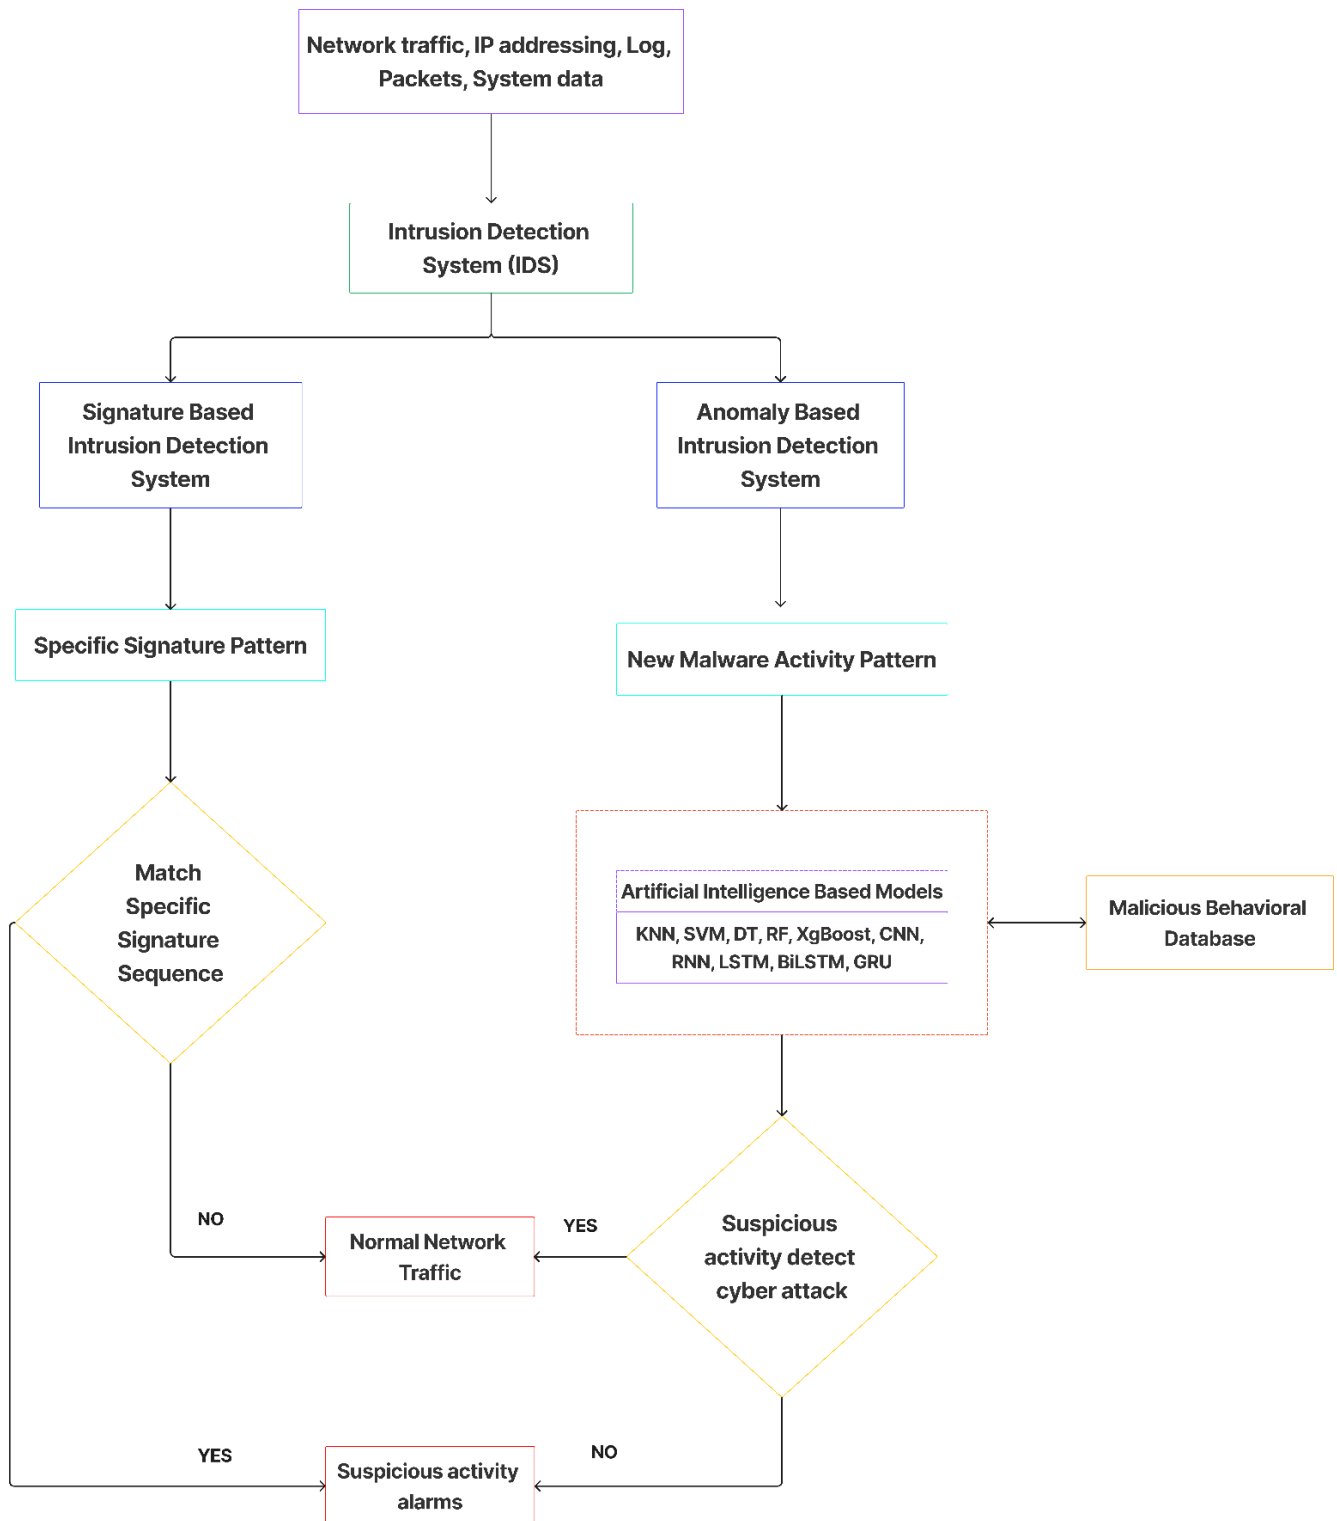 Network traffic, IP addressing, Log,
Packets, System data
Intrusion Detection
System (IDS)
Signature Based
Intrusion Detection
System
Anomaly Based
Intrusion Detection
System
Specific Signature Pattern
New Malware Activity Pattern
Match
Specific
Signature
Sequence
Artificial Intelligence Based Models
KNN, SVM, DT, RF, XgBoost, CNN,
RNN, LSTM, BiLSTM, GRU
Malicious Behavioral
Database
NO
Normal Network
Traffic
YES
Suspicious
activity detect
cyber attack
YES
Suspicious activity
alarms
NO